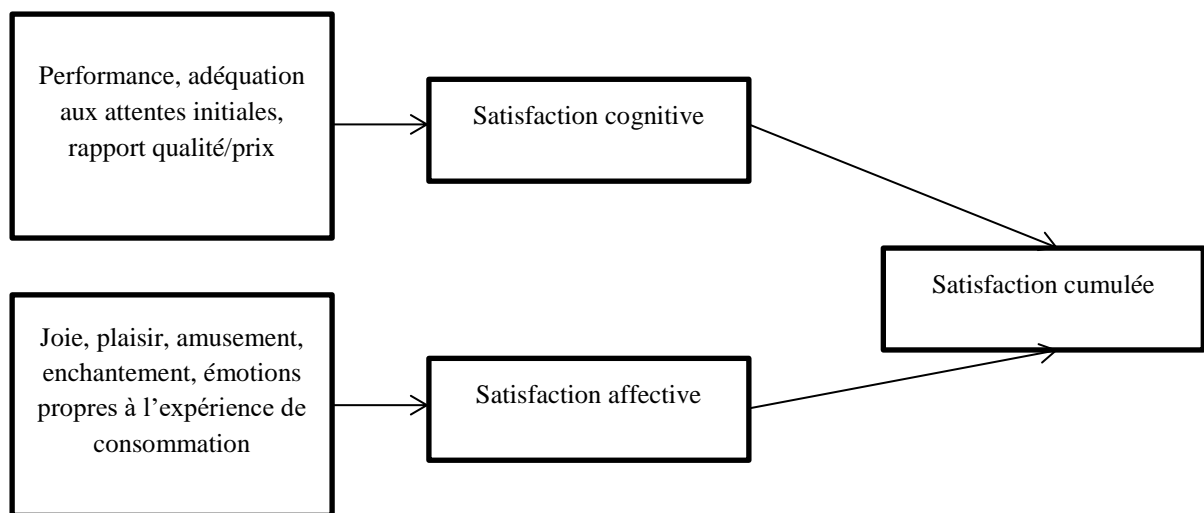 Performance, adéquation
aux attentes initiales,
rapport qualité/prix
Satisfaction cognitive
Satisfaction cumulée
Joie, plaisir, amusement,
enchantement, émotions
propres à l’expérience de
consommation
Satisfaction affective